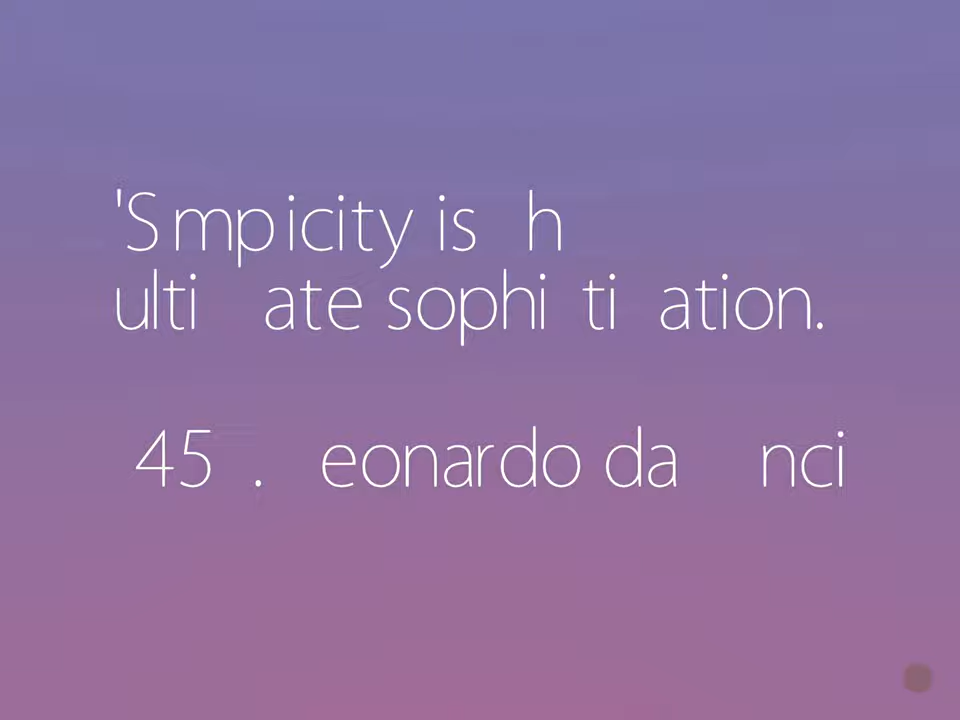 'S mpicity is h
ulti ate sophi ti ation.
45 . eonardo da nci